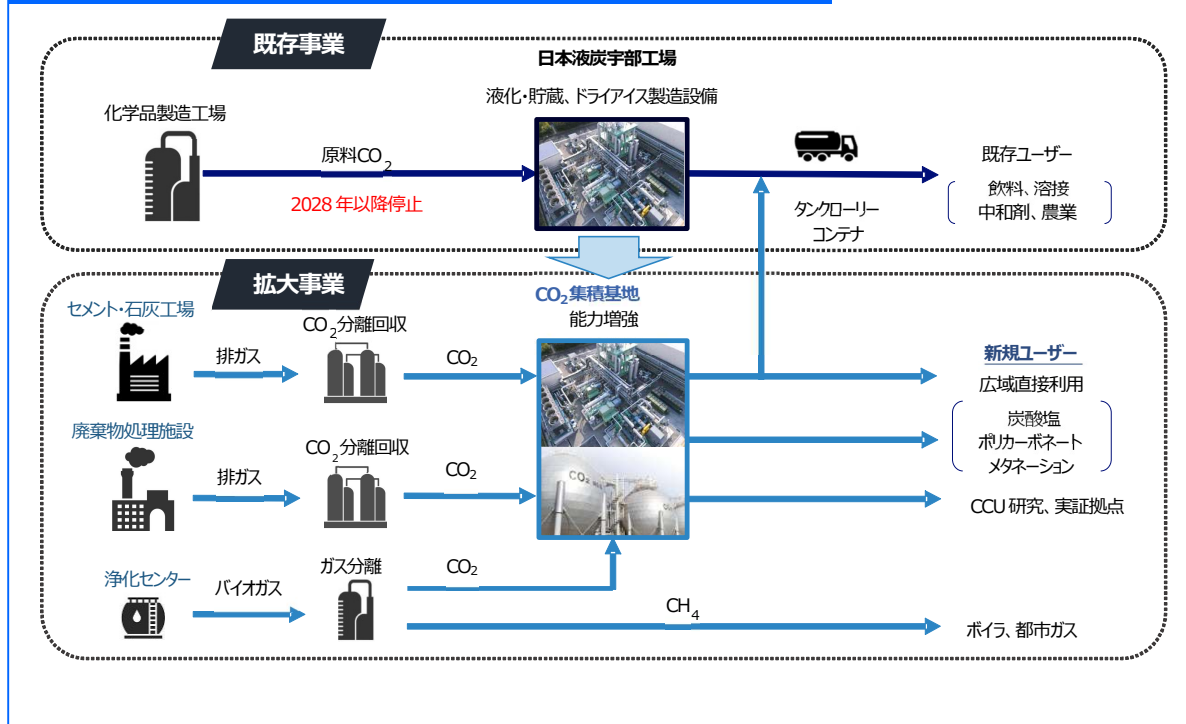 既存事業
日本液炭宇部工場
液化・貯蔵、ドライアイス製造設備
化学品製造工場
原料CO2
2028年以降停止
タンクローリー
コンテナ
既存ユーザー
飲料、溶接
中和剤、農業
拡大事業
CO2集積基地
能力増強
セメント・石灰工場
排ガス
CO2分離回収
CO2
新規ユーザー
広域直接利用
炭酸塩
ポリカーボネート
メタネーション
廃棄物処理施設
排ガス
CO2分離回収
CO2
CCU研究、実証拠点
浄化センター
バイオガス
ガス分離
CO2
CH4
ボイラ、都市ガス